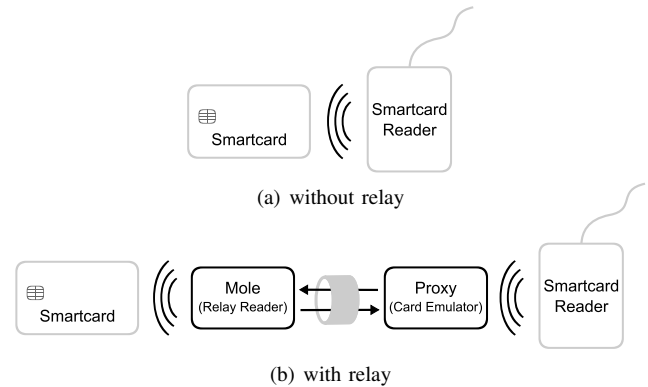 Smartcard
Smartcard
Reader
(a) without relay
Smartcard
Mole
(Relay Reader)
Proxy
(Card Emulator)
Smartcard
Reader
(b) with relay